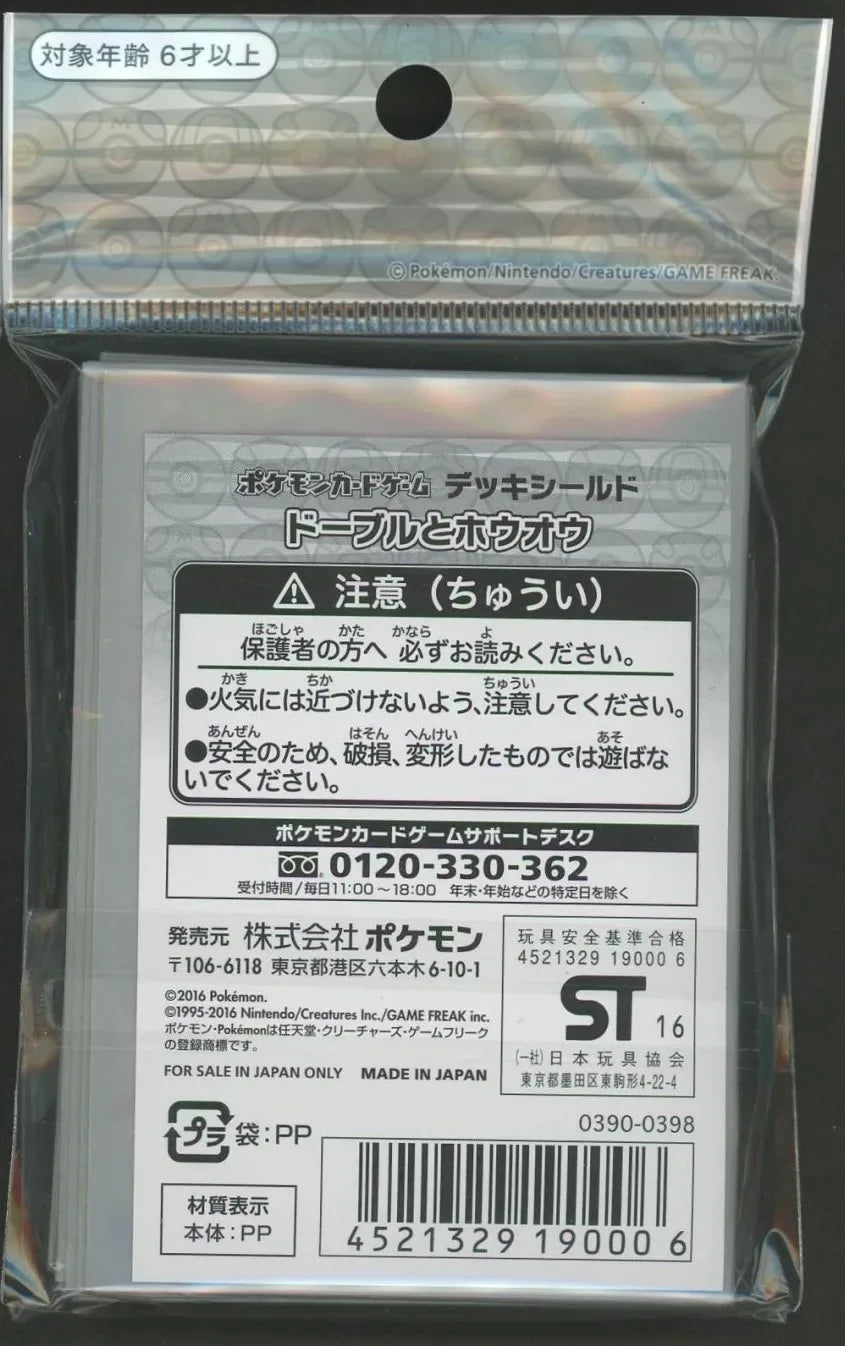 対象年齢 6才以上
©Pokémon/Nintendo/Creatures/GAME FREAK.
ポケモンカードゲーム デッキシールド
ドーブルとホウオウ
⚠ 注意（ちゅうい）
ほごしゃ かた かなら よ
保護者の方へ 必ずお読みください。
かき ちか ちゅうい
●火気には近づけないよう、注意してください。
あんぜん はそん へんけい あそ
●安全のため、破損、変形したものでは遊ばな
いでください。
ポケモンカードゲームサポートデスク
0120-330-362
受付時間/毎日11:00～18:00 年末・年始などの特定日を除く
発売元 株式会社 ポケモン
〒106-6118 東京都港区六本木6-10-1
©2016 Pokémon.
©1995-2016 Nintendo/Creatures Inc./GAME FREAK inc.
ポケモン・Pokémonは任天堂・クリーチャーズ・ゲームフリーク
の登録商標です。
FOR SALE IN JAPAN ONLY MADE IN JAPAN
玩具安全基準合格
4521329 19000 6
ST 16
(一社)日本玩具協会
東京都墨田区東駒形4-22-4
プラ 袋:PP
0390-0398
材質表示
本体:PP
4521329 19000 6